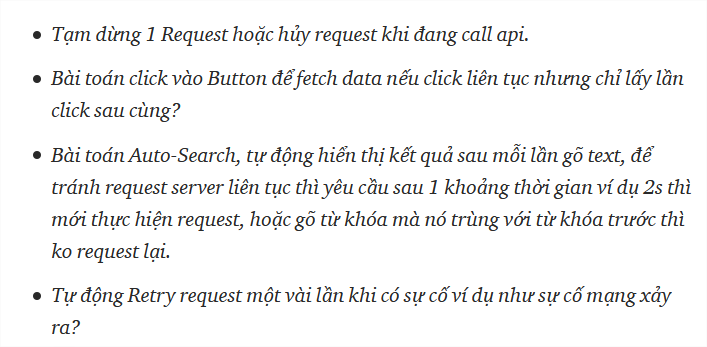 Tạm dừng 1 Request hoặc hủy request khi đang call api.
Bài toán click vào Button để fetch data nếu click liên tục nhưng chỉ lấy lần
click sau cùng?
Bài toán Auto-Search, tự động hiển thị kết quả sau mỗi lần gõ text, để
tránh request server liên tục thì yêu cầu sau 1 khoảng thời gian ví dụ 2s thì
mới thực hiện request, hoặc gõ từ khóa mà nó trùng với từ khóa trước thì
ko request lại.
Tự động Retry request một vài lần khi có sự cố ví dụ như sự cố mạng xảy
ra?